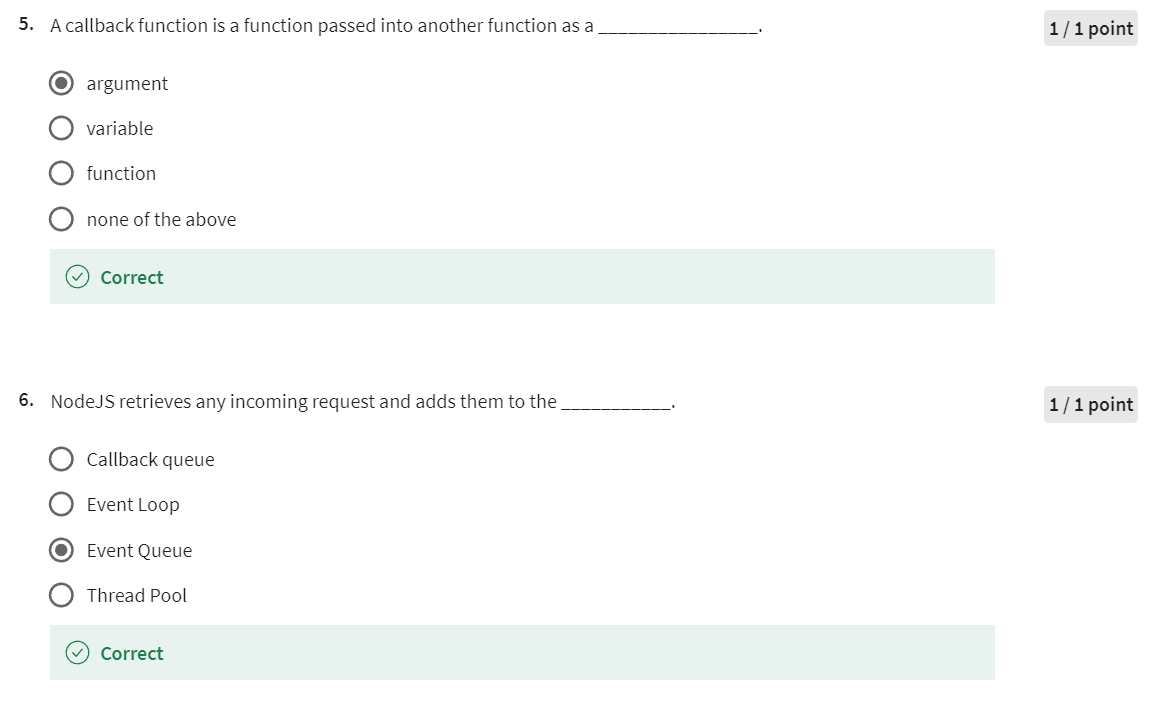 5. A callback function is a function passed into another function as a ________________.
1 / 1 point
argument
variable
function
none of the above
Correct
6. NodeJS retrieves any incoming request and adds them to the ___________.
1 / 1 point
Callback queue
Event Loop
Event Queue
Thread Pool
Correct